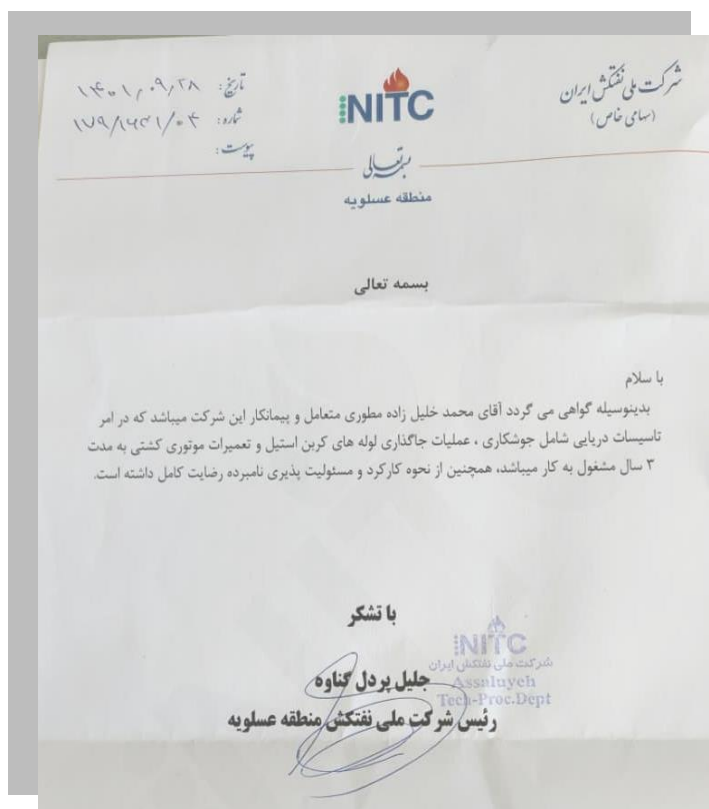 شرکت ملی نفتکش ایران
(سهامی خاص)
NITC
تاریخ: ۱۴۰۱,۰۹,۲۸
شماره: ۱۷۹/۱۶۳۱/۰۴
پیوست:
بسمه تعالی
منطقه عسلویه
بسمه تعالی
با سلام
بدینوسیله گواهی می گردد آقای محمد خلیل زاده مطوری متعامل و پیمانکار این شرکت میباشد که در امر
تاسیسات دریایی شامل جوشکاری ، عملیات جاگذاری لوله های کربن استیل و تعمیرات موتوری کشتی به مدت
۳ سال مشغول به کار میباشد، همچنین از نحوه کارکرد و مسئولیت پذیری نامبرده رضایت کامل داشته است.
با تشکر
جلیل پردل گناوه
رئیس شرکت ملی نفتکش منطقه عسلویه
NITC
شرکت ملی نفتکش ایران
Assaluyeh
Tech-Proc.Dept